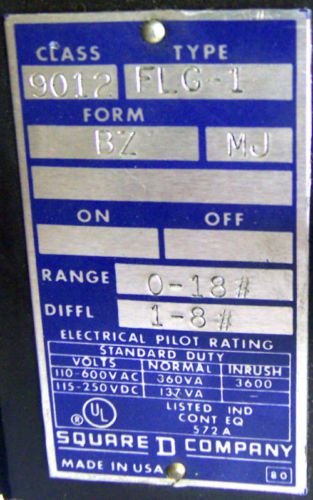 CLASS TYPE
9012 FLG-1
FORM
BZ MJ
ON OFF
RANGE 0-18#
DIFFL 1-8#
ELECTRICAL PILOT RATING
STANDARD DUTY
VOLTS NORMAL INRUSH
110-600VAC 360VA 3600
115-250VDC 137VA –
UL ® LISTED IND
CONT EQ
572A
SQUARE D COMPANY
MADE IN USA 80